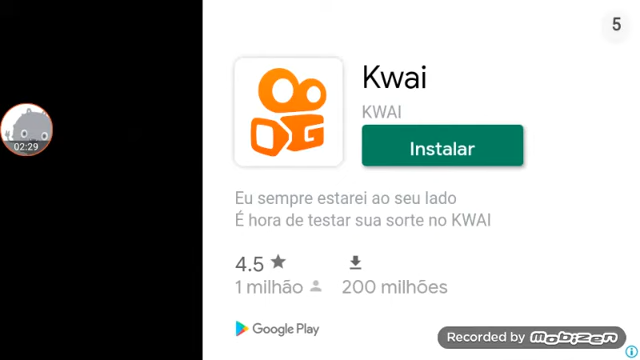 5
Kwai
KWAI
Instalar
02:29
Eu sempre estarei ao seu lado
É hora de testar sua sorte no KWAI
4.5
1 milhão
200 milhões
Google Play
Recorded by mobizen